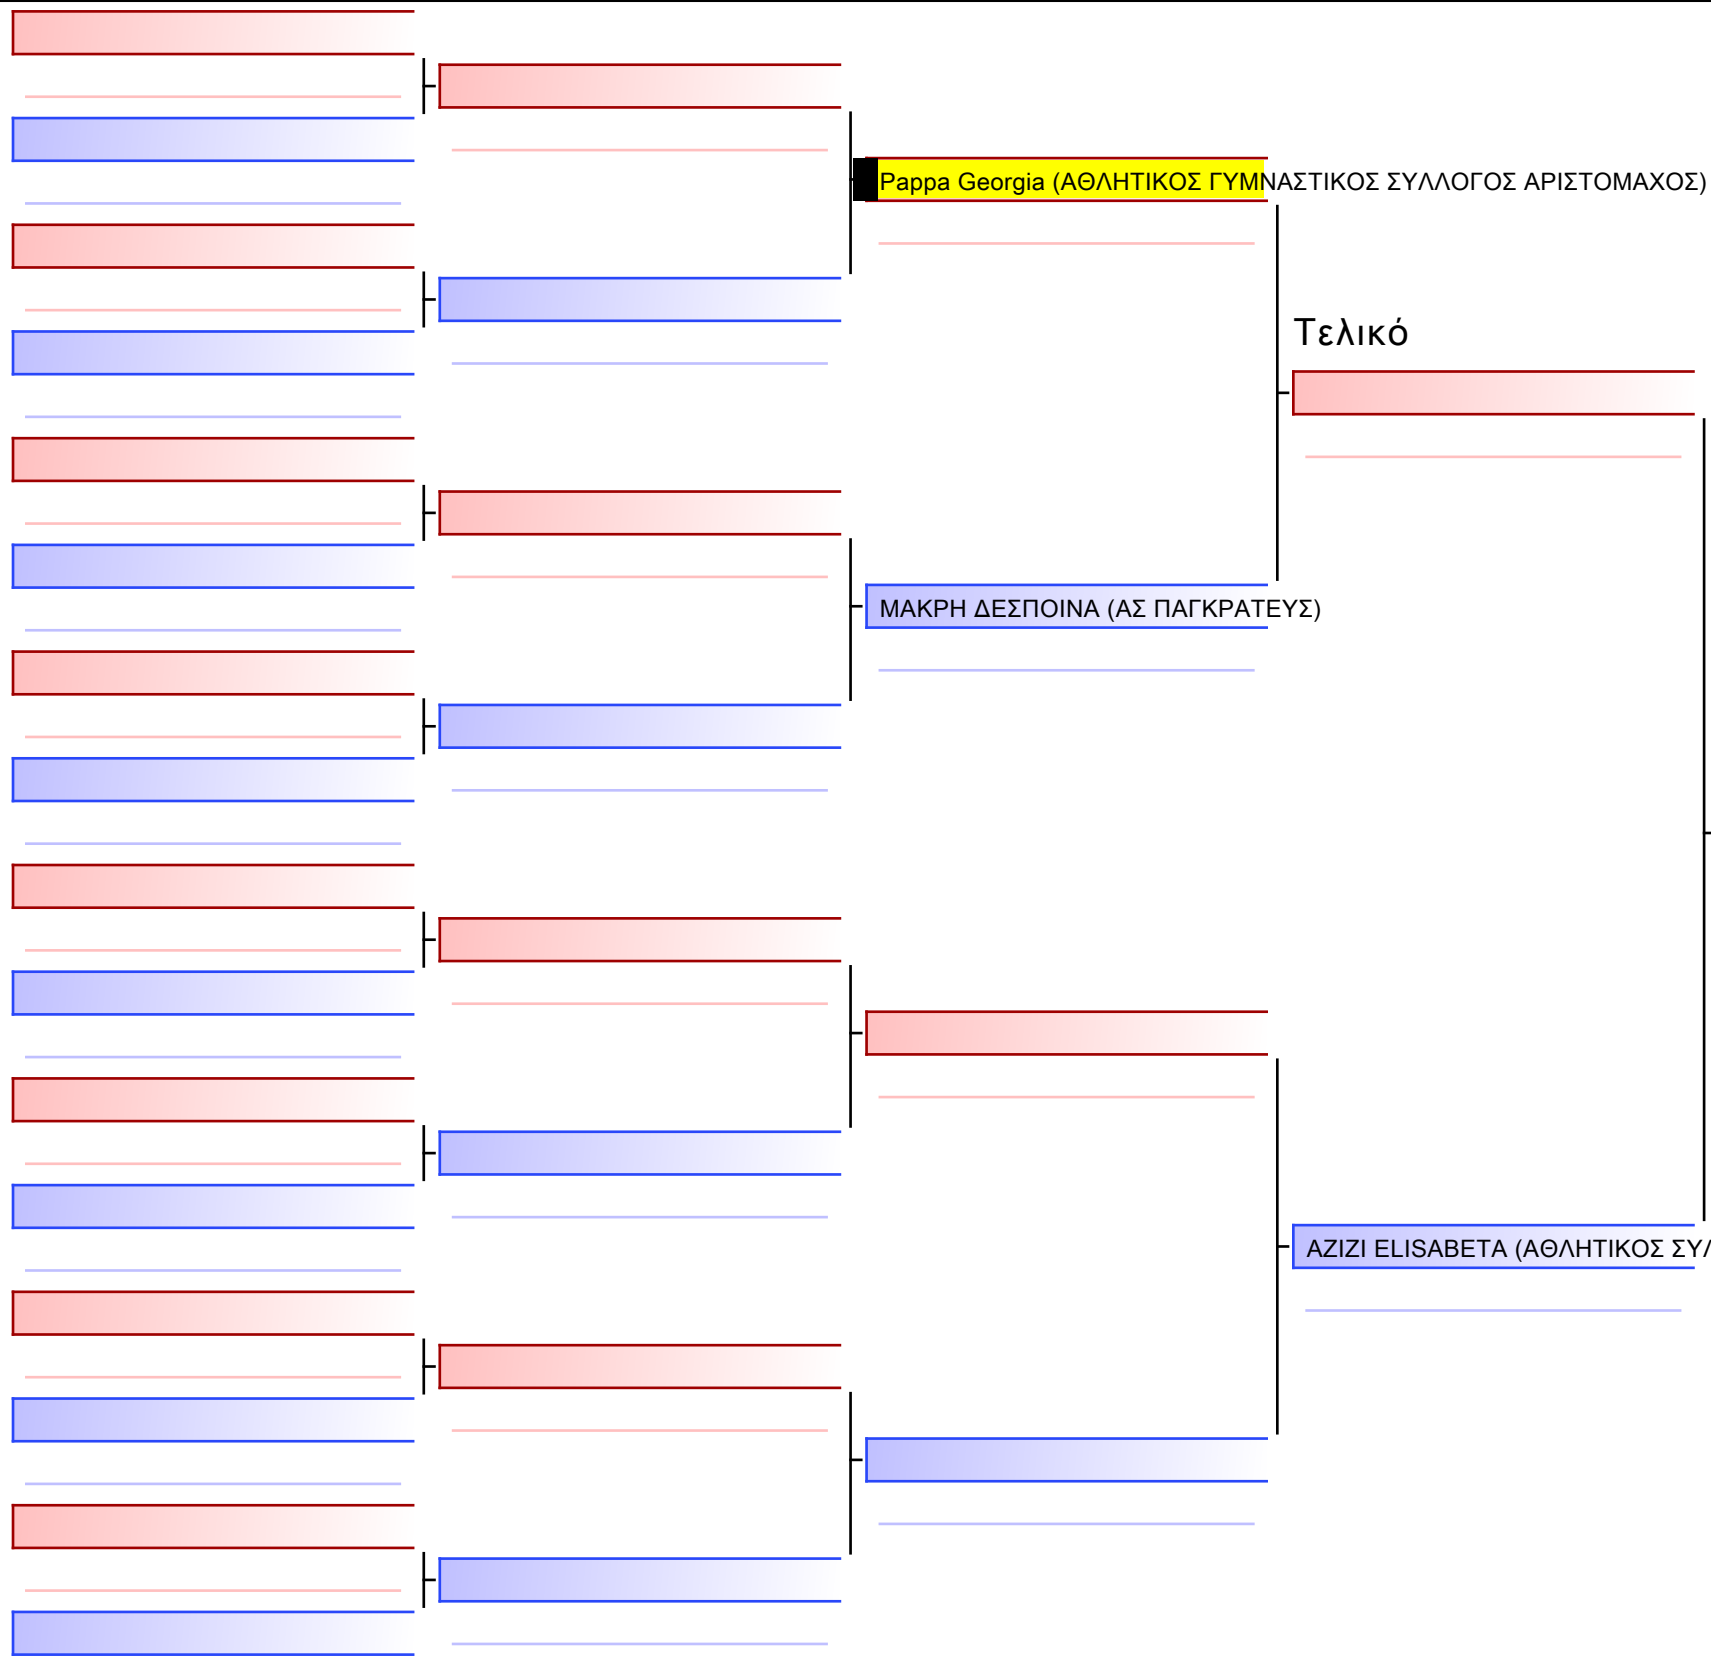 Pappa Georgia (ΑΘΛΗΤΙΚΟΣ ΓΥΜΝΑΣΤΙΚΟΣ ΣΥΛΛΟΓΟΣ ΑΡΙΣΤΟΜΑΧΟΣ)
Τελικό
ΜΑΚΡΗ ΔΕΣΠΟΙΝΑ (ΑΣ ΠΑΓΚΡΑΤΕΥΣ)
AZIZI ELISABETA (ΑΘΛΗΤΙΚΟΣ